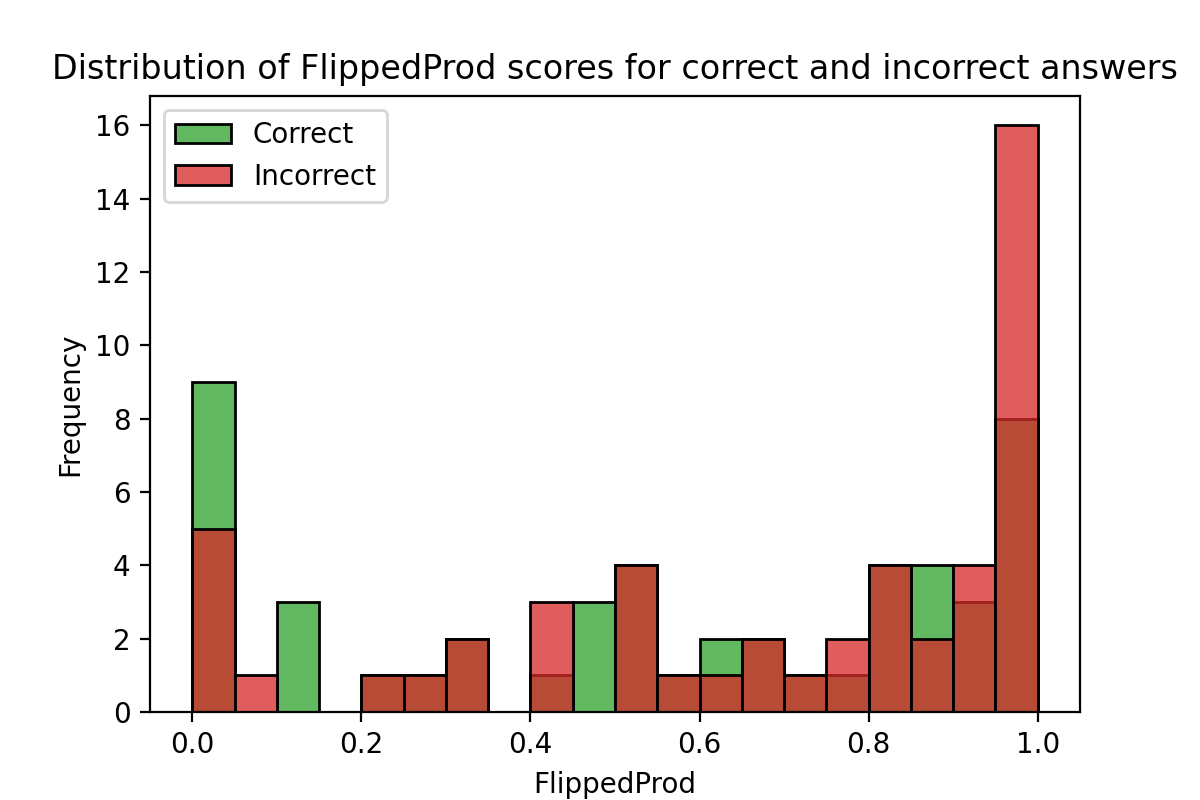 Distribution of FlippedProd scores for correct and incorrect answers
Correct
Incorrect
16
14
12
10
8
6
4
2
0
Frequency
0.0 0.2 0.4 0.6 0.8 1.0
FlippedProd